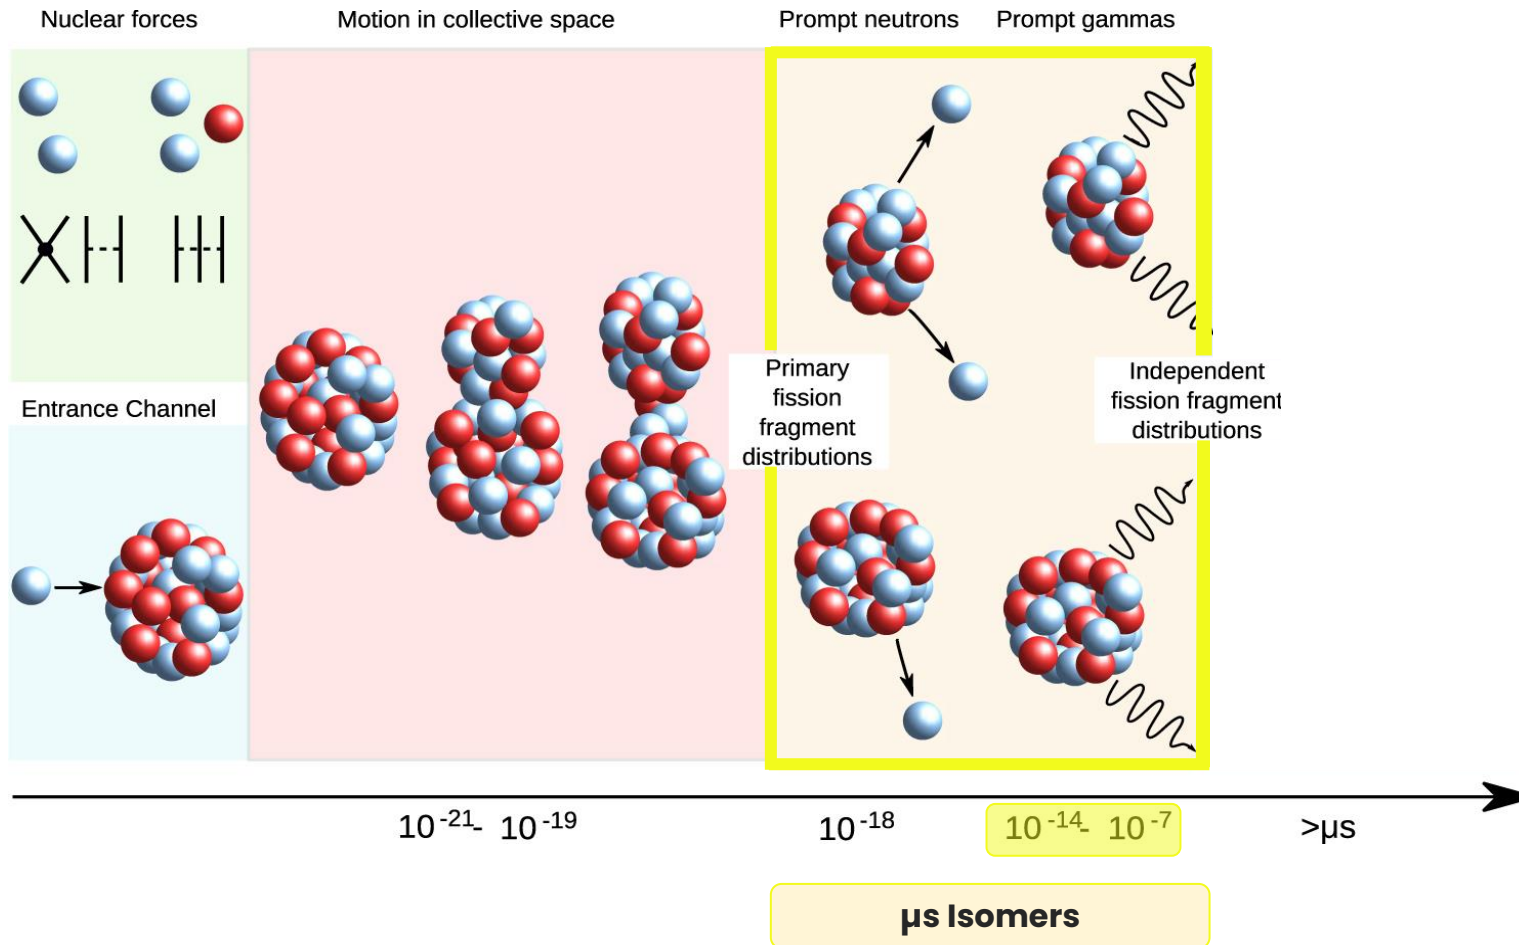 Nuclear forces
Motion in collective space
Prompt neutrons
Prompt gammas
Entrance Channel
Primary
fission
fragment
distributions
Independent
fission fragment
distributions
10⁻²¹- 10⁻¹⁹
10⁻¹⁸
10⁻¹⁴- 10⁻⁷
>μs
μs Isomers